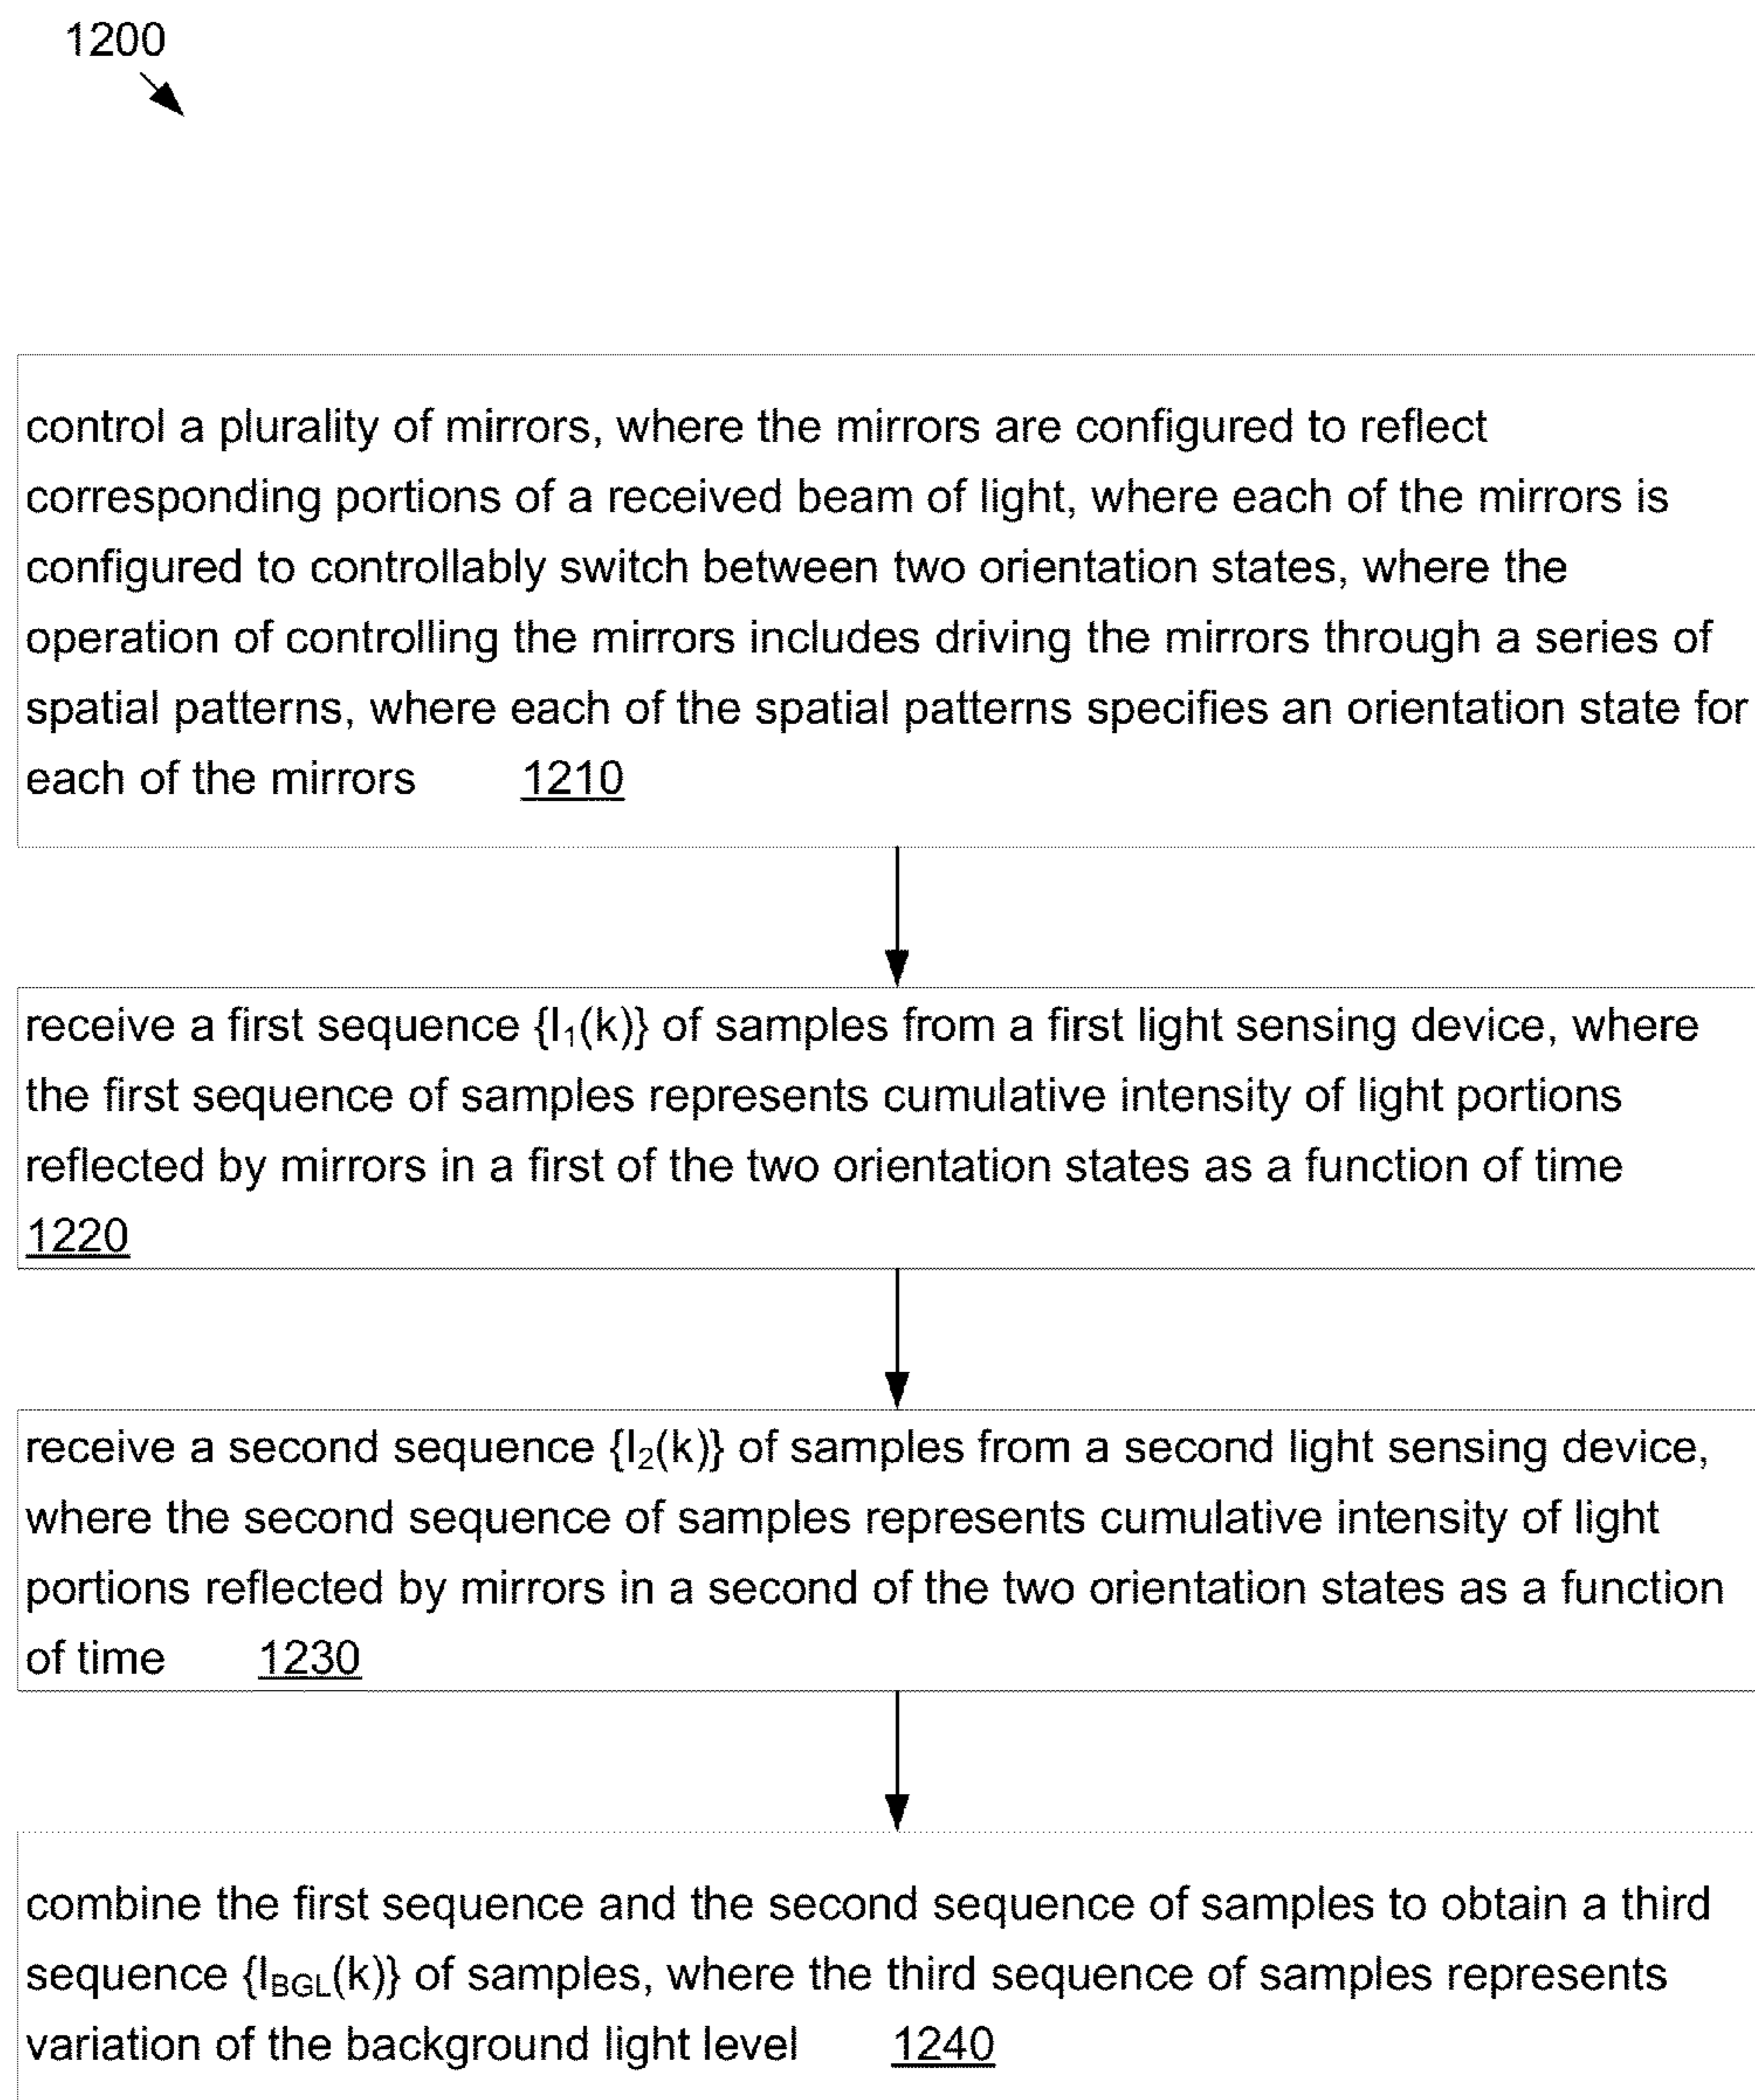 1200
control a plurality of mirrors, where the mirrors are configured to reflect
corresponding portions of a received beam of light, where each of the mirrors is
configured to controllably switch between two orientation states, where the
operation of controlling the mirrors includes driving the mirrors through a series of
spatial patterns, where each of the spatial patterns specifies an orientation state for
each of the mirrors 1210
receive a first sequence {I₁(k)} of samples from a first light sensing device, where
the first sequence of samples represents cumulative intensity of light portions
reflected by mirrors in a first of the two orientation states as a function of time
1220
receive a second sequence {I₂(k)} of samples from a second light sensing device,
where the second sequence of samples represents cumulative intensity of light
portions reflected by mirrors in a second of the two orientation states as a function
of time 1230
combine the first sequence and the second sequence of samples to obtain a third
sequence {I_BGL(k)} of samples, where the third sequence of samples represents
variation of the background light level 1240